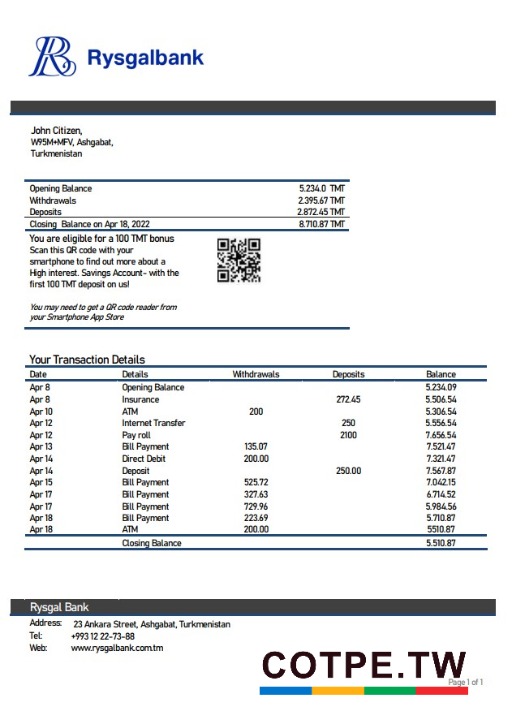 Rysgalbank
John Citizen,
W95M+MFV, Ashgabat,
Turkmenistan
Opening Balance 5.234.0 TMT
Withdrawals 2.395.67 TMT
Deposits 2.872.45 TMT
Closing Balance on Apr 18, 2022 8.710.87 TMT
You are eligible for a 100 TMT bonus
Scan this QR code with your
smartphone to find out more about a
High interest. Savings Account- with the
first 100 TMT deposit on us!
You may need to get a QR code reader from
your Smartphone App Store
Your Transaction Details
Date Details Withdrawals Deposits Balance
Apr 8 Opening Balance 5.234.09
Apr 8 Insurance 272.45 5.506.54
Apr 10 ATM 200 5.306.54
Apr 12 Internet Transfer 250 5.556.54
Apr 12 Pay roll 2100 7.656.54
Apr 13 Bill Payment 135.07 7.521.47
Apr 14 Direct Debit 200.00 7.321.47
Apr 14 Deposit 250.00 7.567.87
Apr 15 Bill Payment 525.72 7.042.15
Apr 17 Bill Payment 327.63 6.714.52
Apr 17 Bill Payment 729.96 5.984.56
Apr 18 Bill Payment 223.69 5.710.87
Apr 18 ATM 200.00 5510.87
Closing Balance 5.510.87
Rysgal Bank
Address: 23 Ankara Street, Ashgabat, Turkmenistan
Tel: +993 12 22-73-88
Web: www.rysgalbank.com.tm
COTPE.TW
Page 1 of 1